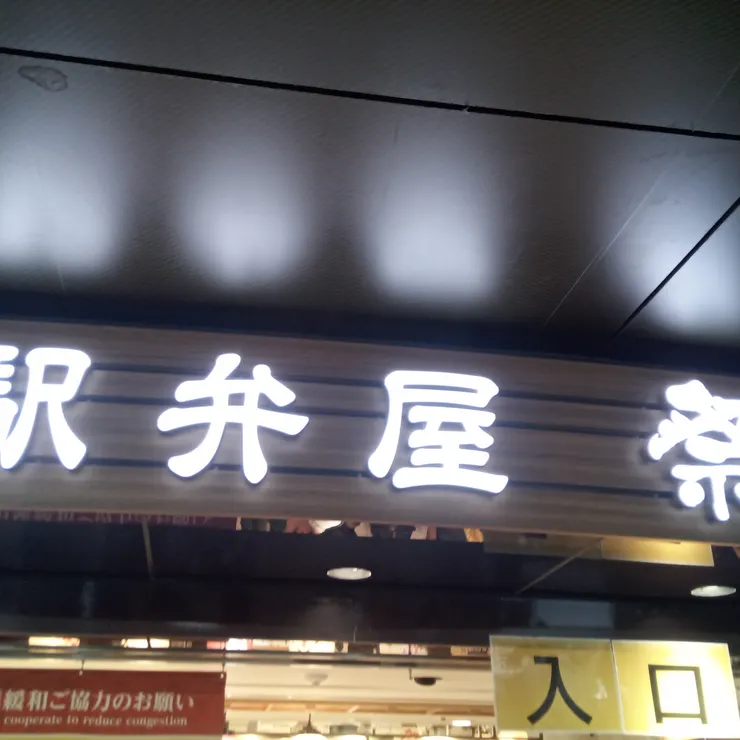 駅弁屋 祭
入口
緩和ご協力のお願い
cooperate to reduce congestion